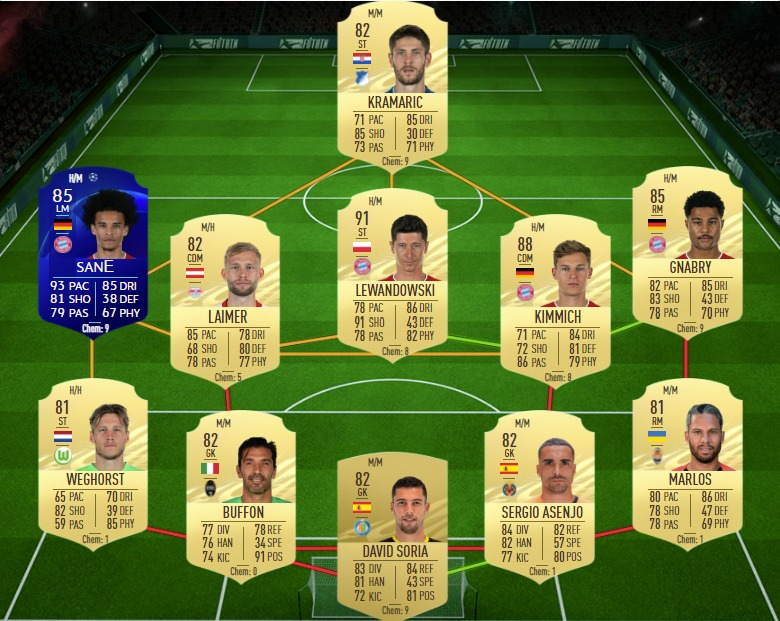 M/M
82
ST
KRAMARIC
71 PAC 85 DRI
85 SHO 30 DEF
73 PAS 71 PHY
Chem: 9
H/M
85
LM
SANÉ
93 PAC 85 DRI
81 SHO 38 DEF
79 PAS 67 PHY
Chem: 9
M/H
82
CDM
LAIMER
85 PAC 78 DRI
68 SHO 80 DEF
78 PAS 77 PHY
Chem: 5
H/M
91
ST
LEWANDOWSKI
78 PAC 86 DRI
91 SHO 43 DEF
78 PAS 82 PHY
Chem: 8
H/M
88
CDM
KIMMICH
71 PAC 84 DRI
72 SHO 81 DEF
86 PAS 79 PHY
Chem: 8
H/M
85
RM
GNABRY
82 PAC 85 DRI
83 SHO 43 DEF
78 PAS 70 PHY
Chem: 9
H/H
81
ST
WEGHORST
65 PAC 70 DRI
82 SHO 39 DEF
59 PAS 85 PHY
Chem: 1
M/M
82
GK
BUFFON
77 DIV 78 REF
76 HAN 34 SPE
74 KIC 91 POS
Chem: 0
M/M
82
GK
DAVID SORIA
83 DIV 84 REF
81 HAN 43 SPE
72 KIC 81 POS
Chem: 9
M/M
82
GK
SERGIO ASENJO
84 DIV 82 REF
82 HAN 57 SPE
77 KIC 80 POS
Chem: 1
M/M
81
RM
MARLOS
80 PAC 86 DRI
78 SHO 47 DEF
78 PAS 69 PHY
Chem: 1